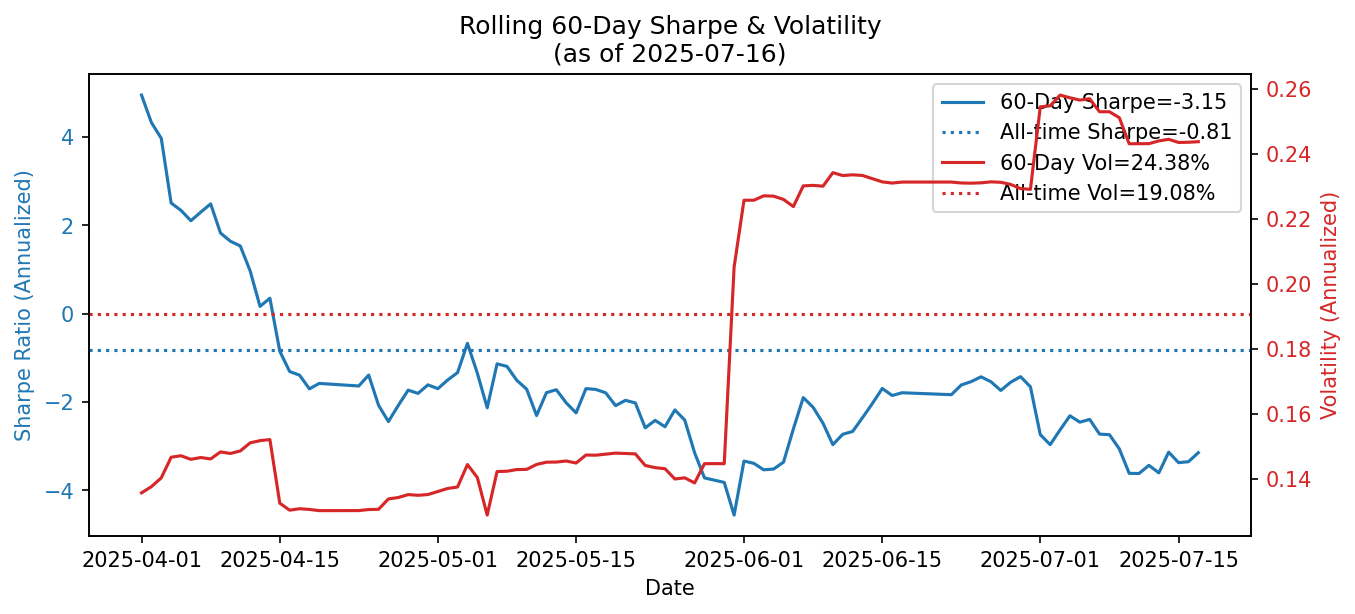 Rolling 60-Day Sharpe & Volatility
(as of 2025-07-16)
60-Day Sharpe=-3.15
All-time Sharpe=-0.81
60-Day Vol=24.38%
All-time Vol=19.08%
Sharpe Ratio (Annualized)
4
2
0
−2
−4
0.26
0.24
0.22
0.20
0.18
0.16
0.14
Volatility (Annualized)
2025-04-01 2025-04-15 2025-05-01 2025-05-15 2025-06-01 2025-06-15 2025-07-01 2025-07-15
Date